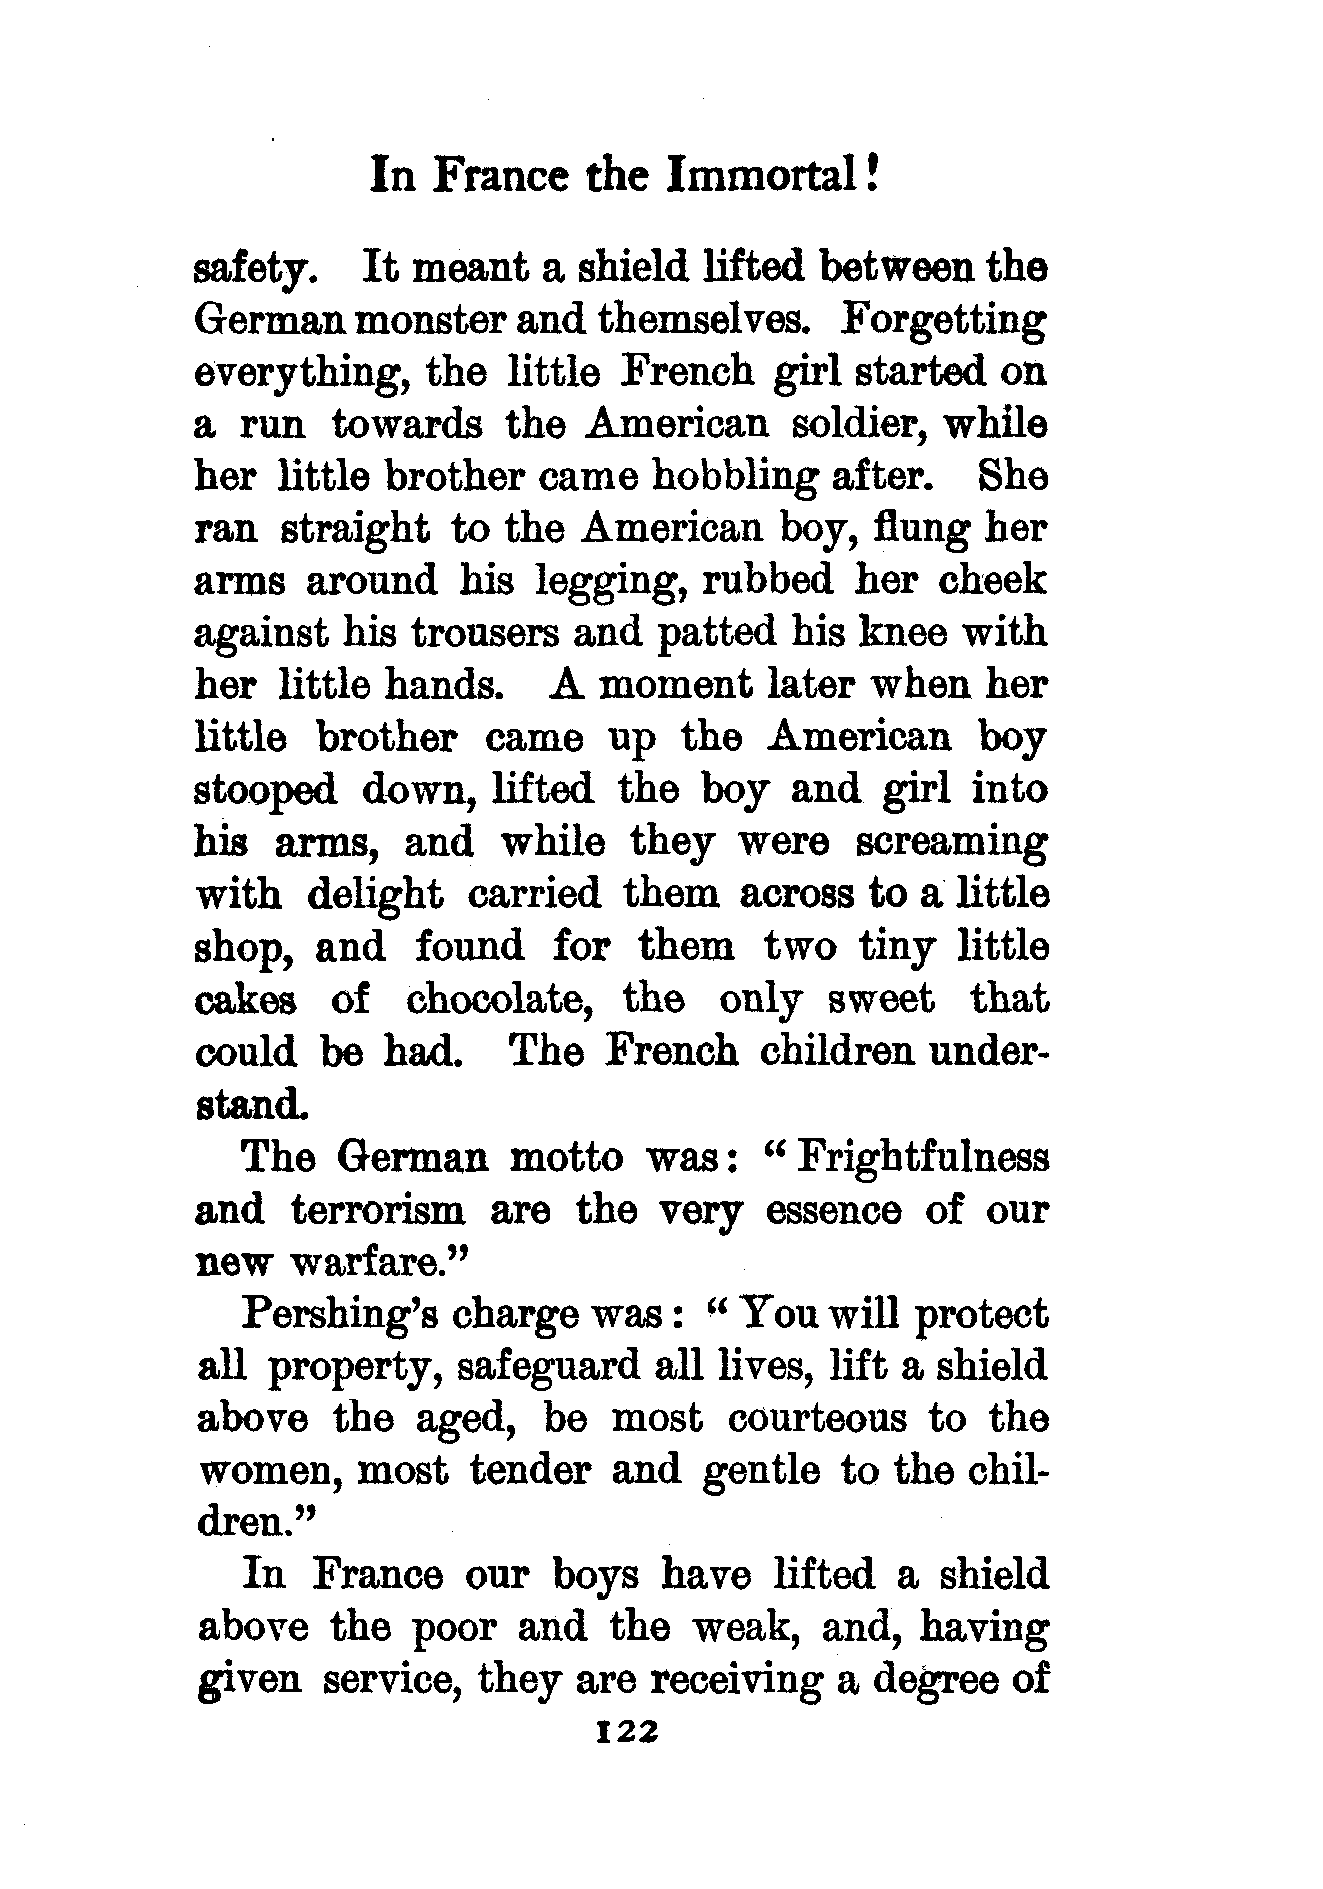 In France the Immortal!
safety. It meant a shield lifted between the
German monster and themselves. Forgetting
everything, the little French girl started on
a run towards the American soldier, while
her little brother came hobbling after. She
ran straight to the American boy, flung her
arms around his legging, rubbed her cheek
against his trousers and patted his knee with
her little hands. A moment later when her
little brother came up the American boy
stooped down, lifted the boy and girl into
his arms, and while they were screaming
with delight carried them across to a little
shop, and found for them two tiny little
cakes of chocolate, the only sweet that
could be had. The French children under-
stand.
The German motto was: “Frightfulness
and terrorism are the very essence of our
new warfare.”
Pershing’s charge was: “You will protect
all property, safeguard all lives, lift a shield
above the aged, be most courteous to the
women, most tender and gentle to the chil-
dren.”
In France our boys have lifted a shield
above the poor and the weak, and, having
given service, they are receiving a degree of
122